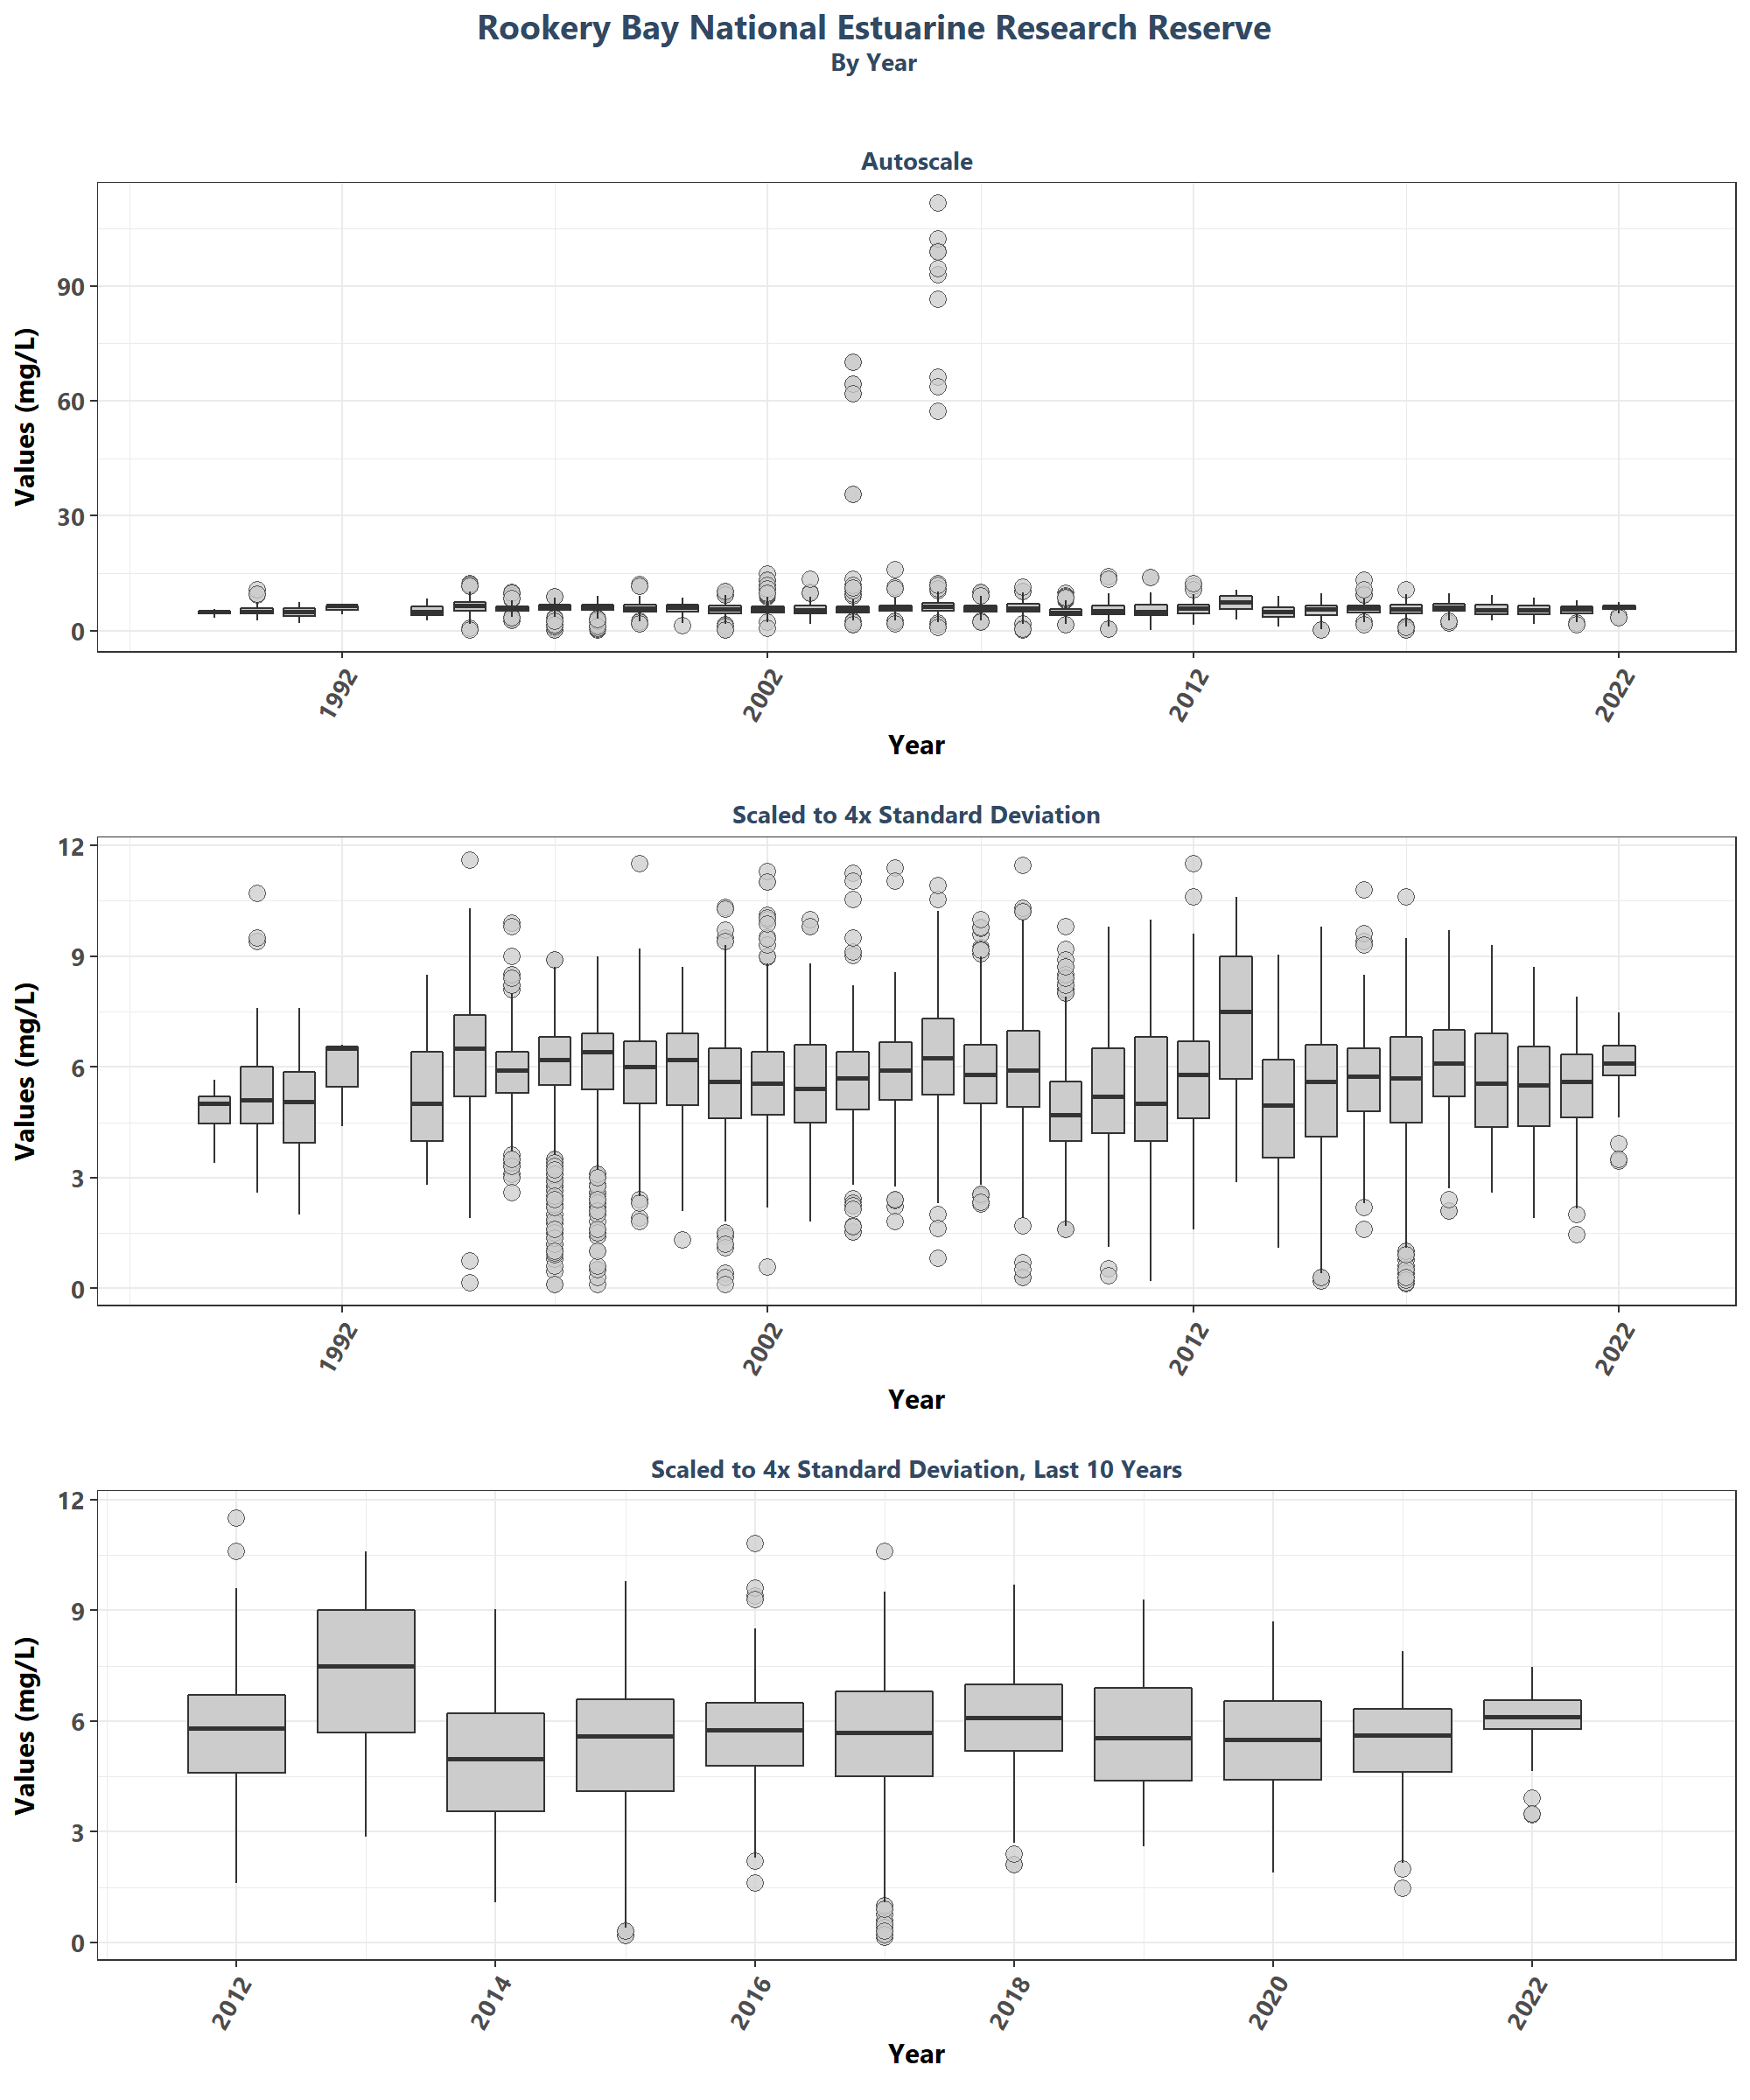 Rookery Bay National Estuarine Research Reserve
By Year
Autoscale
Values (mg/L)
90
60
30
0
1992
2002
2012
2022
Year
Scaled to 4x Standard Deviation
Values (mg/L)
12
9
6
3
0
1992
2002
2012
2022
Year
Scaled to 4x Standard Deviation, Last 10 Years
Values (mg/L)
12
9
6
3
0
2012
2014
2016
2018
2020
2022
Year